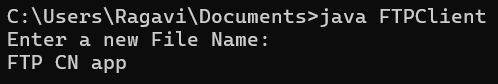 C:\Users\Ragavi\Documents>java FTPClient
Enter a new File Name:
FTP CN app